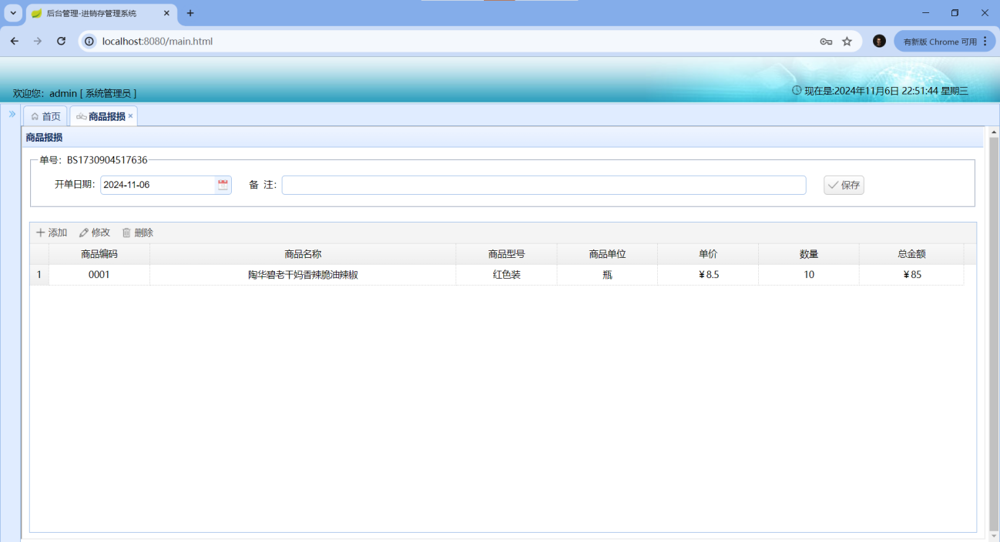 后台管理-进销存管理系统
localhost:8080/main.html
有新版 Chrome 可用
欢迎您：admin [ 系统管理员 ]
现在是:2024年11月6日 22:51:44 星期三
首页
商品报损
商品报损
单号：BS1730904517636
开单日期：2024-11-06 备 注： 保存
添加 修改 删除
商品编码 商品名称 商品型号 商品单位 单价 数量 总金额
1 0001 陶华碧老干妈香辣脆油辣椒 红色装 瓶 ¥8.5 10 ¥85